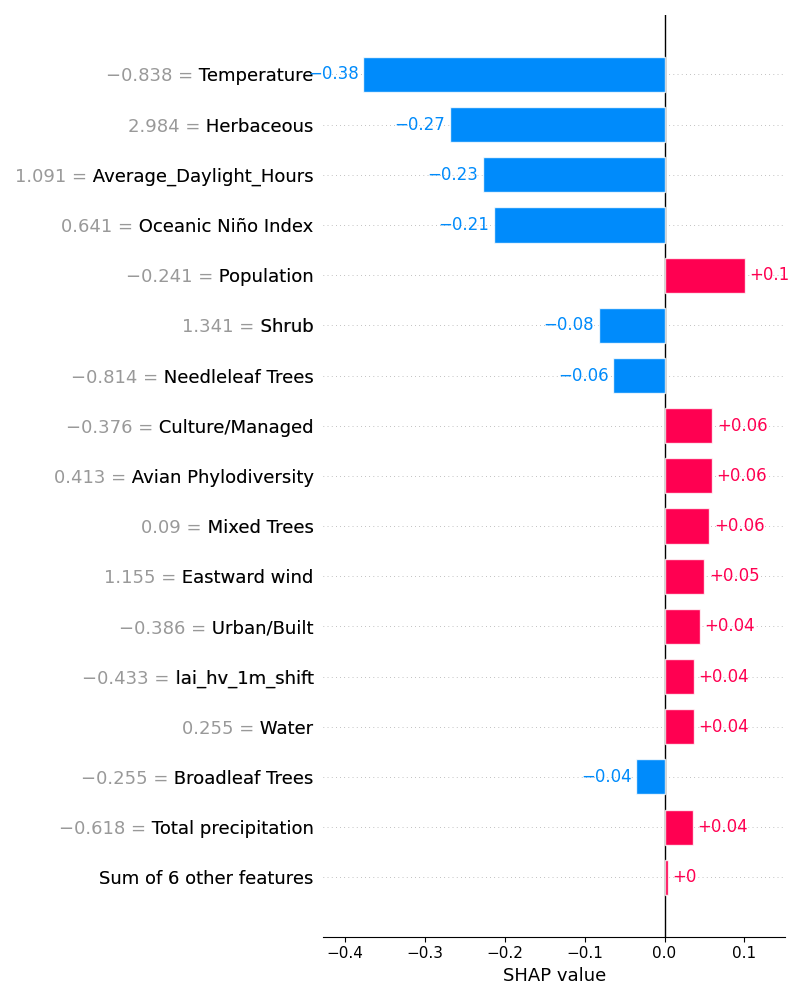 −0.838 = Temperature −0.38
2.984 = Herbaceous −0.27
1.091 = Average_Daylight_Hours −0.23
0.641 = Oceanic Niño Index −0.21
−0.241 = Population +0.1
1.341 = Shrub −0.08
−0.814 = Needleleaf Trees −0.06
−0.376 = Culture/Managed +0.06
0.413 = Avian Phylodiversity +0.06
0.09 = Mixed Trees +0.06
1.155 = Eastward wind +0.05
−0.386 = Urban/Built +0.04
−0.433 = lai_hv_1m_shift +0.04
0.255 = Water +0.04
−0.255 = Broadleaf Trees −0.04
−0.618 = Total precipitation +0.04
Sum of 6 other features +0
−0.4 −0.3 −0.2 −0.1 0.0 0.1
SHAP value